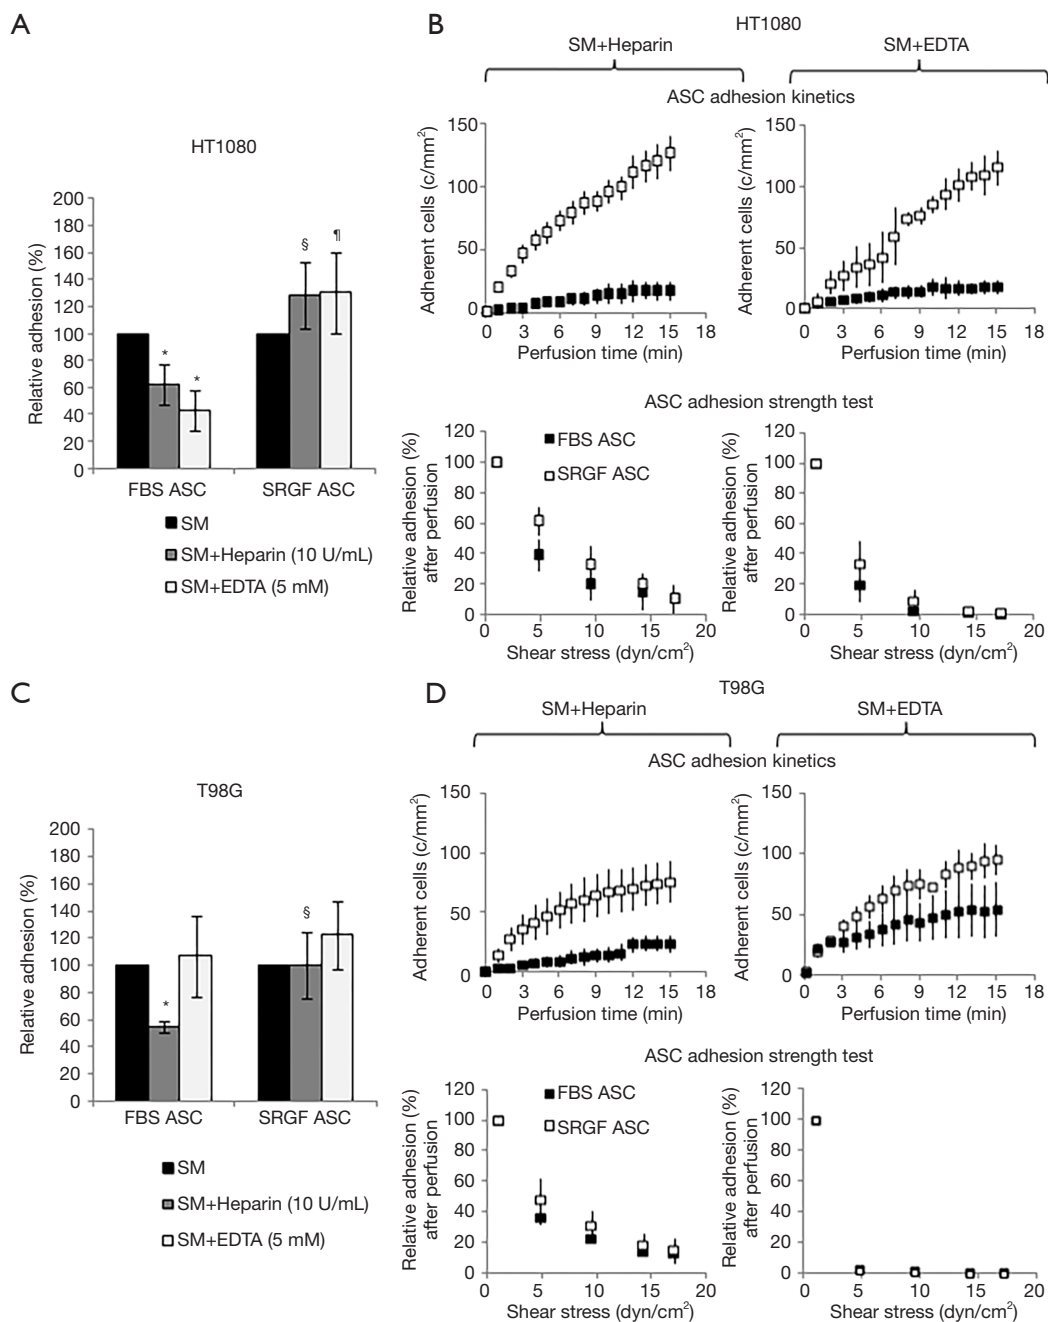 A
HT1080
Relative adhesion (%)
200
180
160
140
120
100
80
60
40
20
0
*
*
§
¶
FBS ASC
SRGF ASC
SM
SM+Heparin (10 U/mL)
SM+EDTA (5 mM)
B
HT1080
SM+Heparin
SM+EDTA
ASC adhesion kinetics
Adherent cells (c/mm²)
150
100
50
0
0 3 6 9 12 15 18
Perfusion time (min)
Adherent cells (c/mm²)
150
100
50
0
0 3 6 9 12 15 18
Perfusion time (min)
ASC adhesion strength test
Relative adhesion (%)
after perfusion
120
100
80
60
40
20
0
FBS ASC
SRGF ASC
0 5 10 15 20
Shear stress (dyn/cm²)
Relative adhesion (%)
after perfusion
120
100
80
60
40
20
0
0 5 10 15 20
Shear stress (dyn/cm²)
C
T98G
Relative adhesion (%)
200
180
160
140
120
100
80
60
40
20
0
*
§
FBS ASC
SRGF ASC
SM
SM+Heparin (10 U/mL)
SM+EDTA (5 mM)
D
T98G
SM+Heparin
SM+EDTA
ASC adhesion kinetics
Adherent cells (c/mm²)
150
100
50
0
0 3 6 9 12 15 18
Perfusion time (min)
Adherent cells (c/mm²)
150
100
50
0
0 3 6 9 12 15 18
Perfusion time (min)
ASC adhesion strength test
Relative adhesion (%)
after perfusion
120
100
80
60
40
20
0
FBS ASC
SRGF ASC
0 5 10 15 20
Shear stress (dyn/cm²)
Relative adhesion (%)
after perfusion
120
100
80
60
40
20
0
0 5 10 15 20
Shear stress (dyn/cm²)